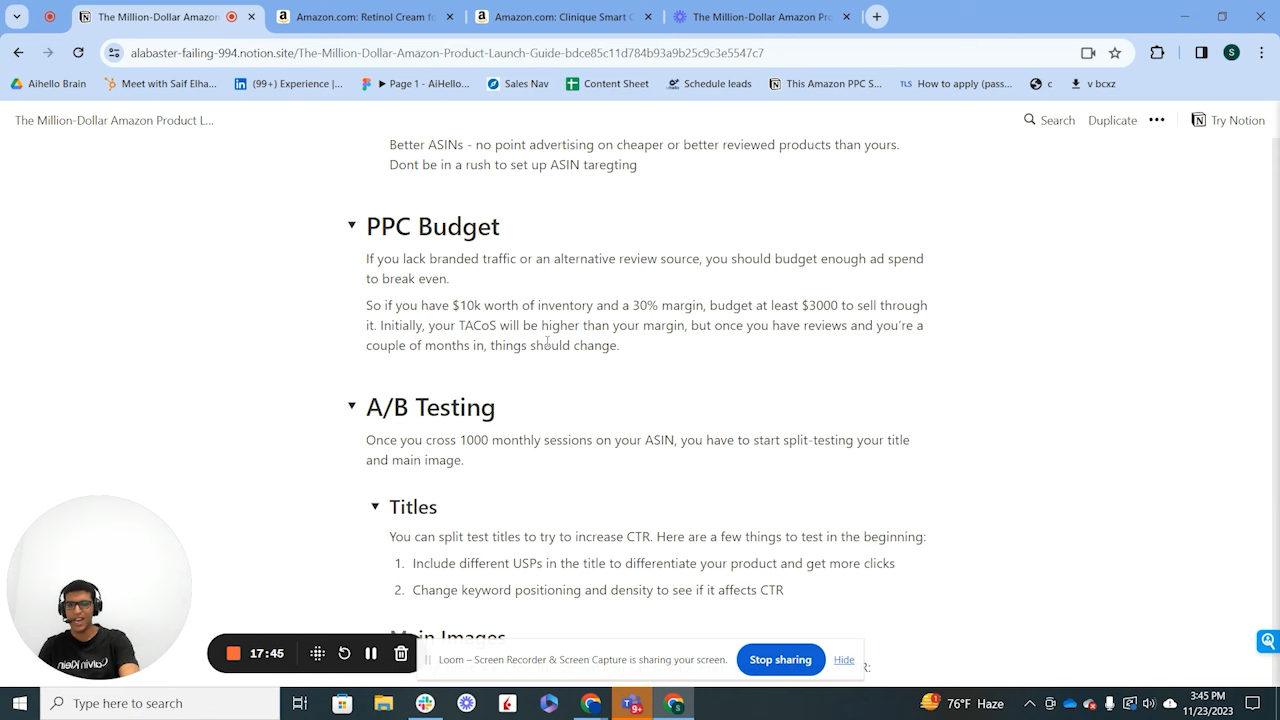 The Million-Dollar Amazon
Amazon.com: Retinol Cream fo
Amazon.com: Clinique Smart C
The Million-Dollar Amazon Pro
alabaster-failing-994.notion.site/The-Million-Dollar-Amazon-Product-Launch-Guide-bdce85c11d784b93a9b25c9c3e5547c7
S
Aihello Brain
Meet with Saif Elha...
(99+) Experience |...
Page 1 - AiHello...
Sales Nav
Content Sheet
Schedule leads
This Amazon PPC S...
TLS How to apply (pass...
c
v bcxz
The Million-Dollar Amazon Product L...
Search
Duplicate
Try Notion
Better ASINs - no point advertising on cheaper or better reviewed products than yours.
Dont be in a rush to set up ASIN taregting
PPC Budget
If you lack branded traffic or an alternative review source, you should budget enough ad spend
to break even.
So if you have $10k worth of inventory and a 30% margin, budget at least $3000 to sell through
it. Initially, your TACoS will be higher than your margin, but once you have reviews and you're a
couple of months in, things should change.
A/B Testing
Once you cross 1000 monthly sessions on your ASIN, you have to start split-testing your title
and main image.
Titles
You can split test titles to try to increase CTR. Here are a few things to test in the beginning:
1. Include different USPs in the title to differentiate your product and get more clicks
2. Change keyword positioning and density to see if it affects CTR
Main Images
17:45
Loom – Screen Recorder & Screen Capture is sharing your screen.
Stop sharing
Hide
R:
Type here to search
9+
76°F Haze
3:45 PM
11/23/2023